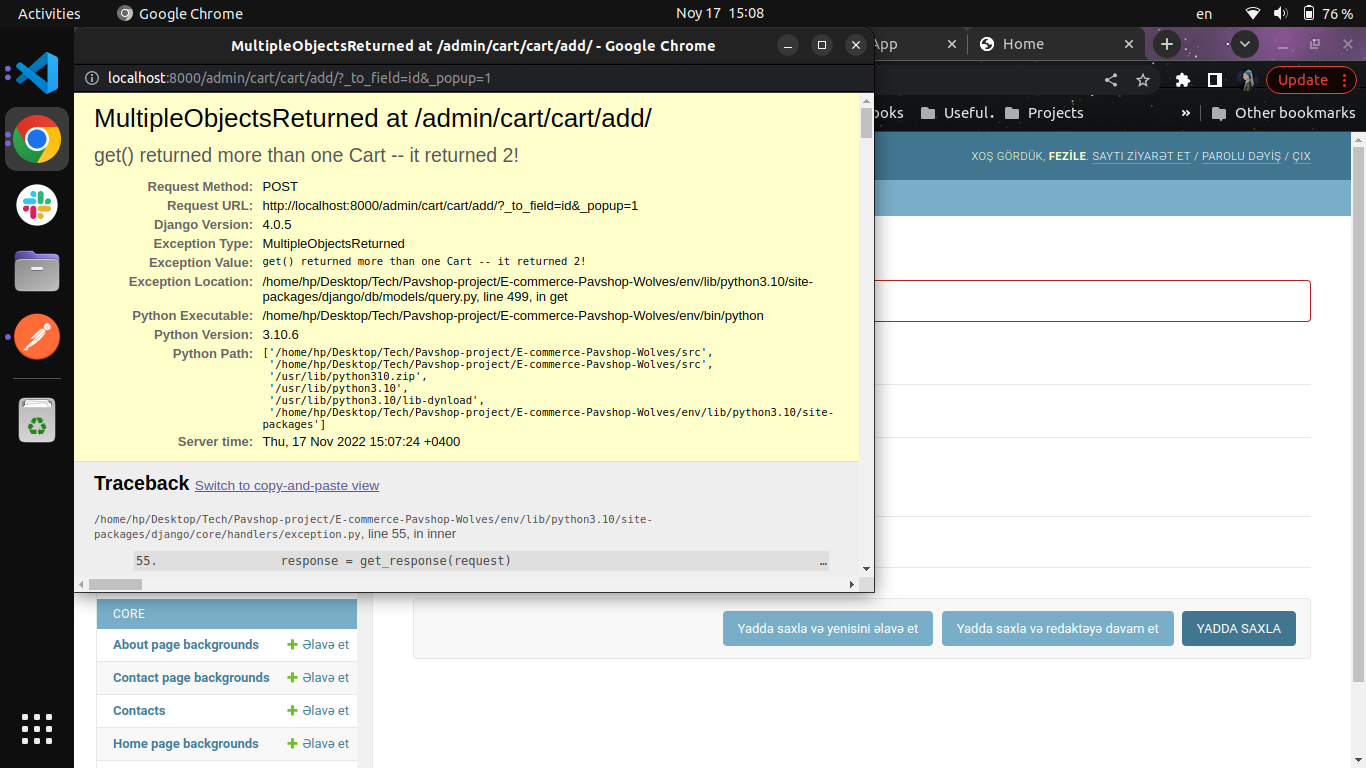 Activities
Google Chrome
Noy 17 15:08
en
76 %
MultipleObjectsReturned at /admin/cart/cart/add/ - Google Chrome
App
Home
localhost:8000/admin/cart/cart/add/?_to_field=id&_popup=1
Update
Useful.
Projects
»
Other bookmarks
MultipleObjectsReturned at /admin/cart/cart/add/
get() returned more than one Cart -- it returned 2!
Request Method: POST
Request URL: http://localhost:8000/admin/cart/cart/add/?_to_field=id&_popup=1
Django Version: 4.0.5
Exception Type: MultipleObjectsReturned
Exception Value: get() returned more than one Cart -- it returned 2!
Exception Location: /home/hp/Desktop/Tech/Pavshop-project/E-commerce-Pavshop-Wolves/env/lib/python3.10/site-
packages/django/db/models/query.py, line 499, in get
Python Executable: /home/hp/Desktop/Tech/Pavshop-project/E-commerce-Pavshop-Wolves/env/bin/python
Python Version: 3.10.6
Python Path: ['/home/hp/Desktop/Tech/Pavshop-project/E-commerce-Pavshop-Wolves/src',
'/home/hp/Desktop/Tech/Pavshop-project/E-commerce-Pavshop-Wolves/src',
'/usr/lib/python310.zip',
'/usr/lib/python3.10',
'/usr/lib/python3.10/lib-dynload',
'/home/hp/Desktop/Tech/Pavshop-project/E-commerce-Pavshop-Wolves/env/lib/python3.10/site-
packages']
Server time: Thu, 17 Nov 2022 15:07:24 +0400
Traceback Switch to copy-and-paste view
/home/hp/Desktop/Tech/Pavshop-project/E-commerce-Pavshop-Wolves/env/lib/python3.10/site-
packages/django/core/handlers/exception.py, line 55, in inner
55. response = get_response(request) …
XOŞ GÖRDÜK, FEZILE. SAYTI ZİYARƏT ET / PAROLU DƏYİŞ / ÇIX
CORE
About page backgrounds Əlavə et
Contact page backgrounds Əlavə et
Contacts Əlavə et
Home page backgrounds Əlavə et
Yadda saxla və yenisini əlavə et
Yadda saxla və redaktəyə davam et
YADDA SAXLA